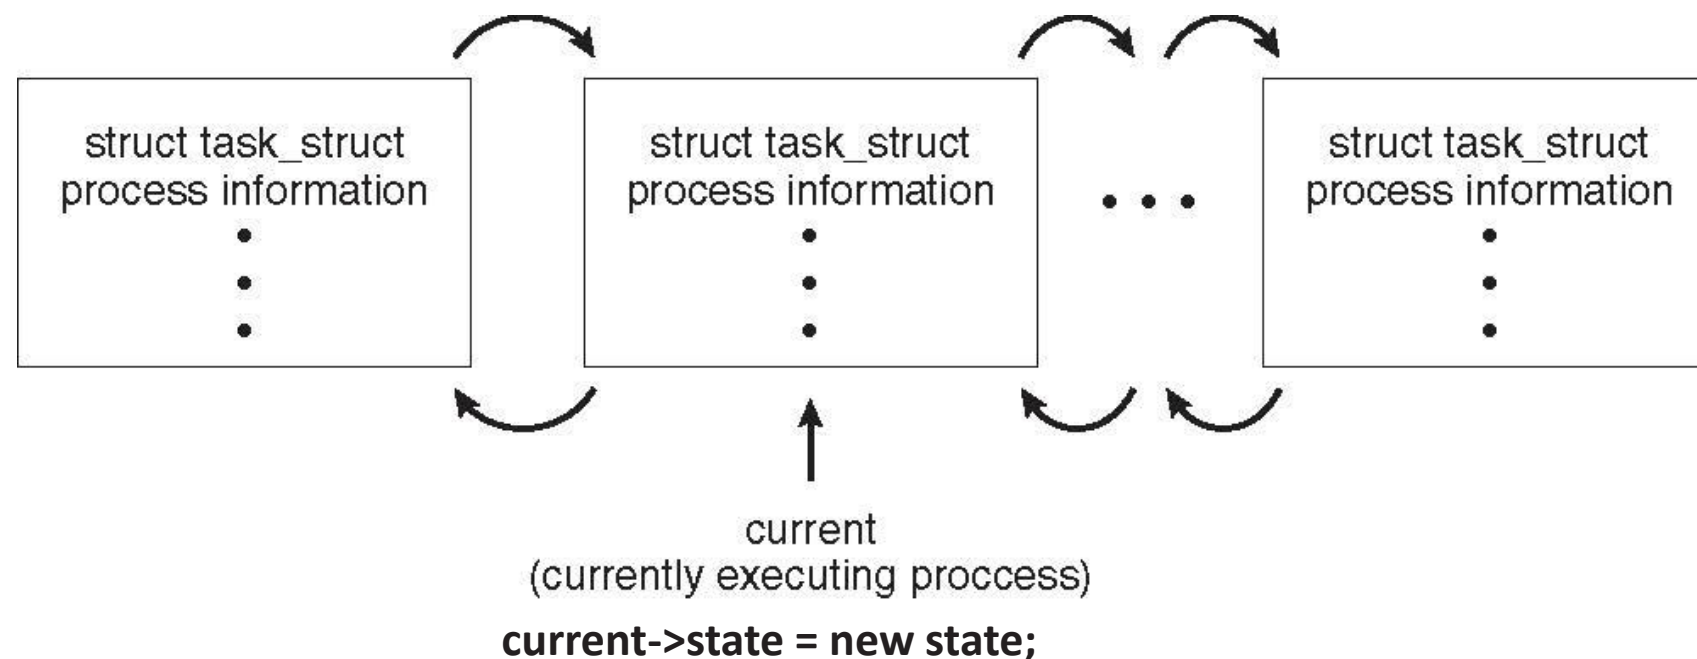 struct task_struct
process information
struct task_struct
process information
struct task_struct
process information
current
(currently executing proccess)
current->state = new state;